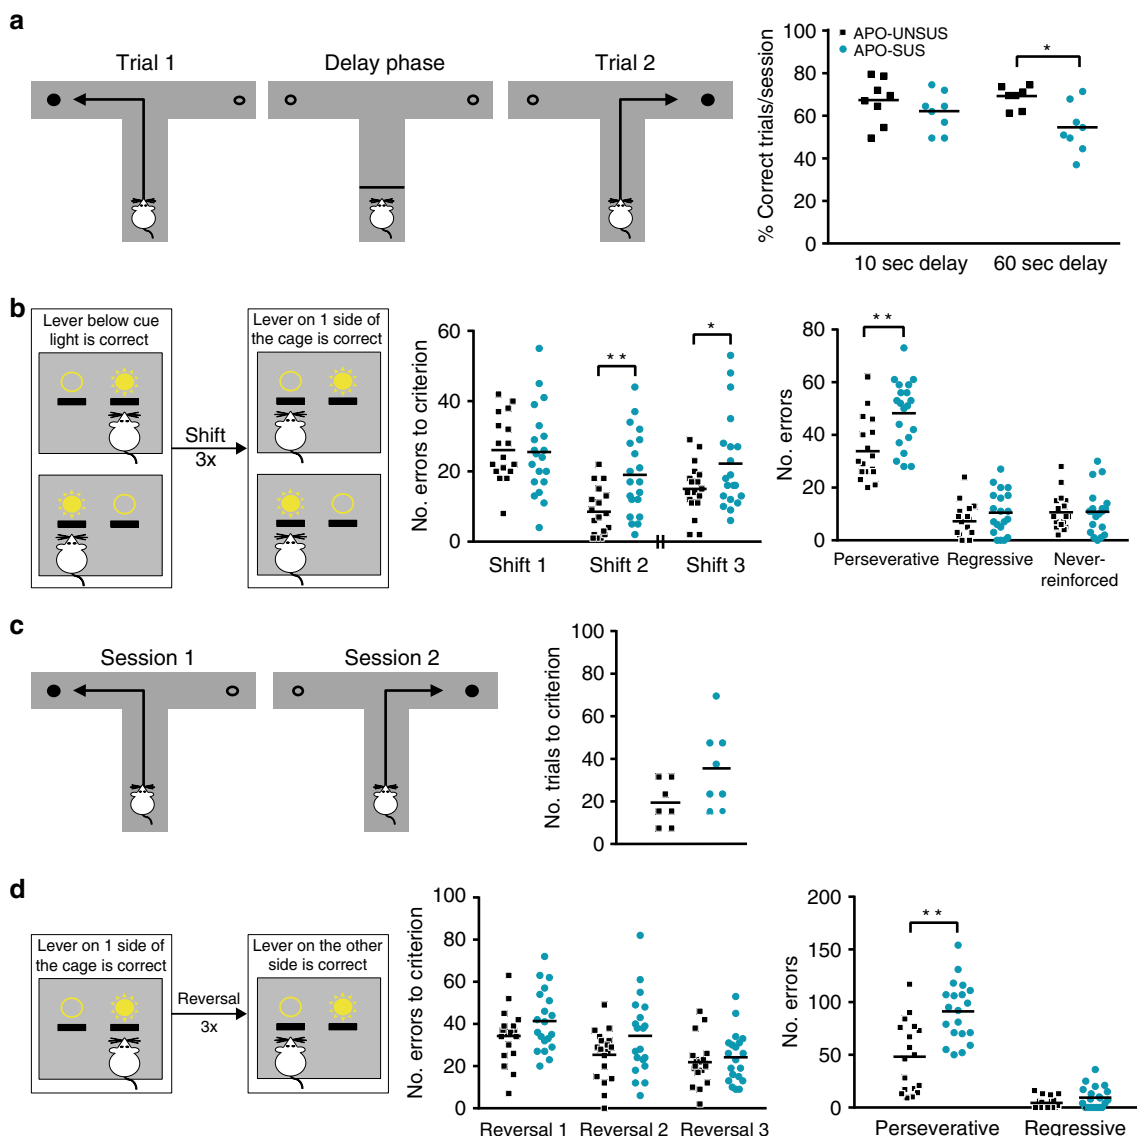 a
Trial 1
Delay phase
Trial 2
% Correct trials/session
100
80
60
40
20
0
APO-UNSUS
APO-SUS
*
10 sec delay
60 sec delay
b
Lever below cue
light is correct
Shift
3x
Lever on 1 side of
the cage is correct
No. errors to criterion
60
40
20
0
* *
*
Shift 1
Shift 2
Shift 3
No. errors
80
60
40
20
0
* *
Perseverative
Regressive
Never-
reinforced
c
Session 1
Session 2
No. trials to criterion
100
80
60
40
20
0
d
Lever on 1 side of
the cage is correct
Reversal
3x
Lever on the other
side is correct
No. errors to criterion
100
80
60
40
20
0
Reversal 1
Reversal 2
Reversal 3
No. errors
200
150
100
50
0
* *
Perseverative
Regressive